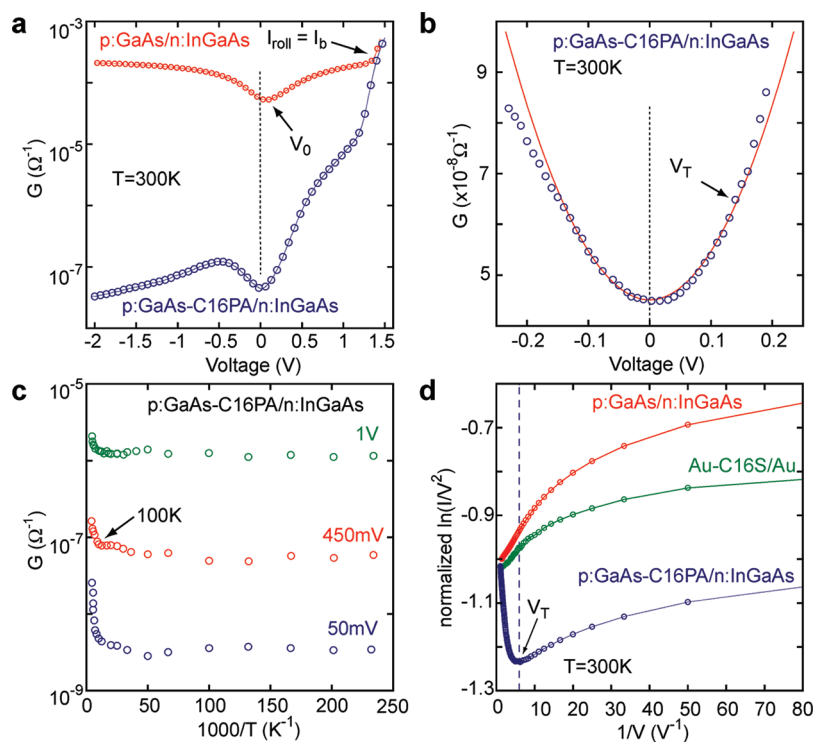 a
10⁻³
10⁻⁵
10⁻⁷
G (Ω⁻¹)
p:GaAs/n:InGaAs
I_roll = I_b
V₀
T=300K
p:GaAs-C16PA/n:InGaAs
-2 -1.5 -1 -0.5 0 0.5 1 1.5
Voltage (V)
b
9
7
5
G (x10⁻⁸Ω⁻¹)
p:GaAs-C16PA/n:InGaAs
T=300K
V_T
-0.2 -0.1 0 0.1 0.2
Voltage (V)
c
10⁻⁵
10⁻⁷
10⁻⁹
G (Ω⁻¹)
p:GaAs-C16PA/n:InGaAs
1V
100K
450mV
50mV
0 50 100 150 200 250
1000/T (K⁻¹)
d
-0.7
-0.9
-1.1
-1.3
normalized ln(I/V²)
p:GaAs/n:InGaAs
Au-C16S/Au
p:GaAs-C16PA/n:InGaAs
V_T
T=300K
0 10 20 30 40 50 60 70 80
1/V (V⁻¹)